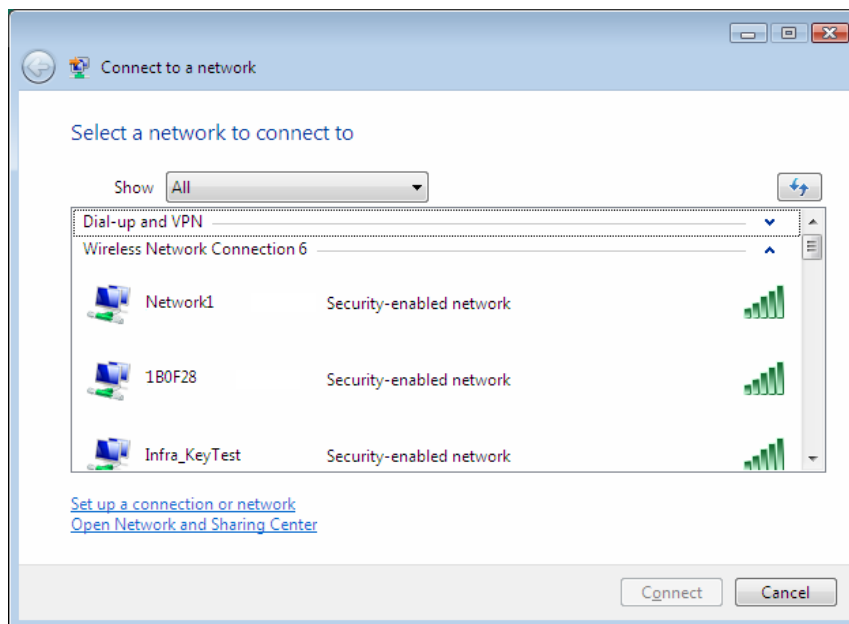 Connect to a network
Select a network to connect to
Show All
Dial-up and VPN
Wireless Network Connection 6
Network1 Security-enabled network
1B0F28 Security-enabled network
Infra_KeyTest Security-enabled network
Set up a connection or network
Open Network and Sharing Center
Connect Cancel